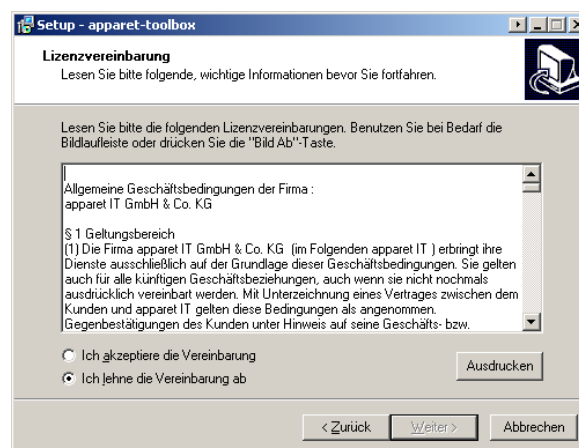 Setup - apparet-toolbox
Lizenzvereinbarung
Lesen Sie bitte folgende, wichtige Informationen bevor Sie fortfahren.
Lesen Sie bitte die folgenden Lizenzvereinbarungen. Benutzen Sie bei Bedarf die
Bildlaufleiste oder drücken Sie die "Bild Ab"-Taste.
Allgemeine Geschäftsbedingungen der Firma :
apparet IT GmbH & Co. KG
§ 1 Geltungsbereich
(1) Die Firma apparet IT GmbH & Co. KG (im Folgenden apparet IT ) erbringt ihre
Dienste ausschließlich auf der Grundlage dieser Geschäftsbedingungen. Sie gelten
auch für alle künftigen Geschäftsbeziehungen, auch wenn sie nicht nochmals
ausdrücklich vereinbart werden. Mit Unterzeichnung eines Vertrages zwischen dem
Kunden und apparet IT gelten diese Bedingungen als angenommen.
Gegenbestätigungen des Kunden unter Hinweis auf seine Geschäfts- bzw.
Ich akzeptiere die Vereinbarung
Ich lehne die Vereinbarung ab
Ausdrucken
< Zurück
Weiter >
Abbrechen